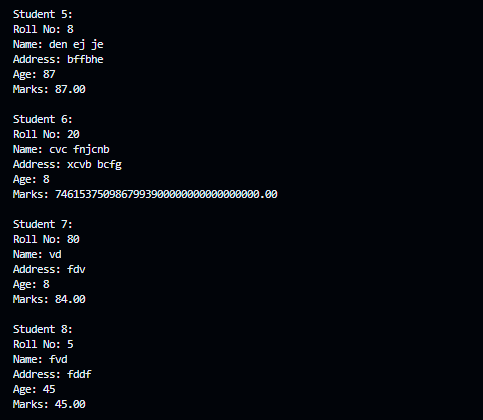 Student 5:
Roll No: 8
Name: den ej je
Address: bffbhe
Age: 87
Marks: 87.00
Student 6:
Roll No: 20
Name: cvc fnjcnb
Address: xcvb bcfg
Age: 8
Marks: 7461537509867993900000000000000000.00
Student 7:
Roll No: 80
Name: vd
Address: fdv
Age: 8
Marks: 84.00
Student 8:
Roll No: 5
Name: fvd
Address: fddf
Age: 45
Marks: 45.00